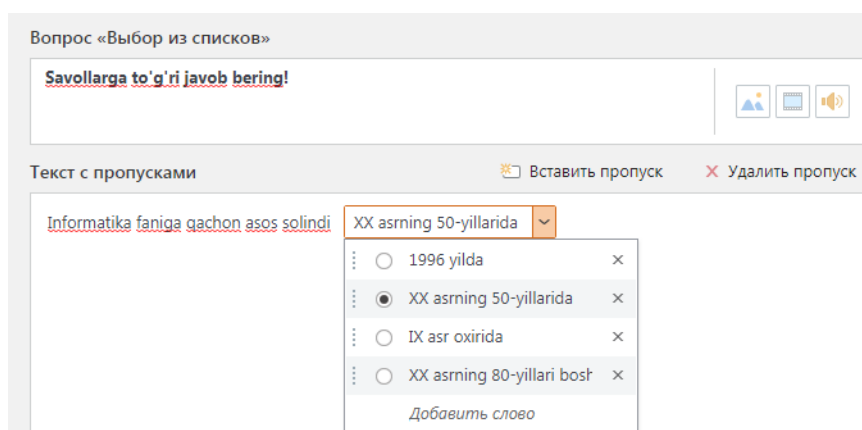 Вопрос «Выбор из списков»
Savollarga to'g'ri javob bering!
Текст с пропусками Вставить пропуск Удалить пропуск
Informatika faniga qachon asos solindi XX asrning 50-yillarida
1996 yilda
XX asrning 50-yillarida
IX asr oxirida
XX asrning 80-yillari bosh
Добавить слово